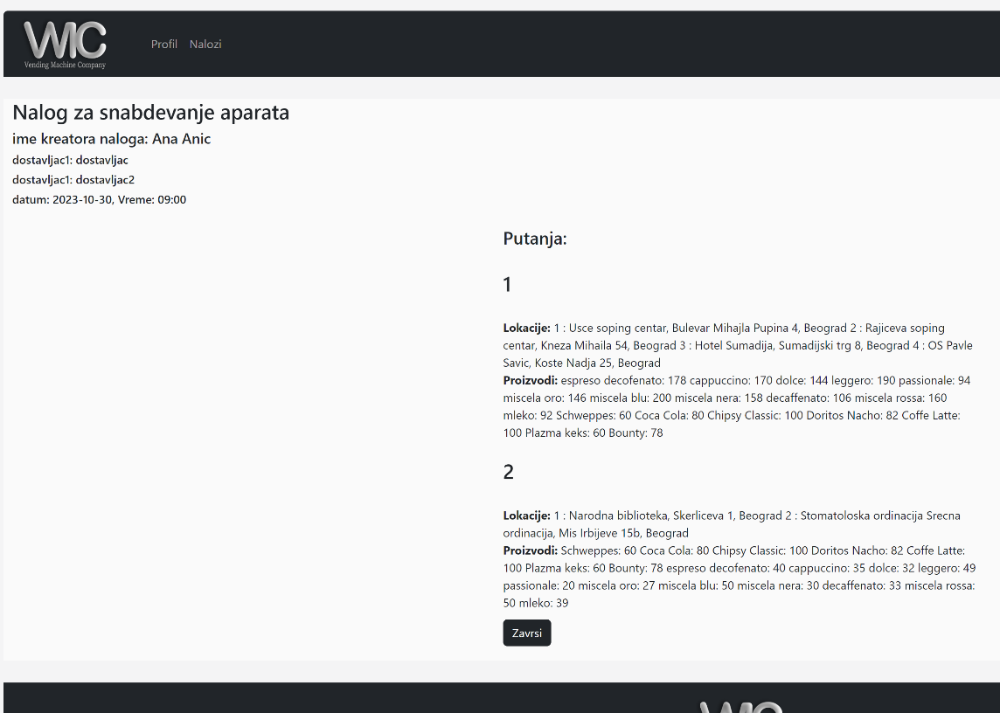 WIC
Vending Machine Company
Profil Nalozi
Nalog za snabdevanje aparata
ime kreatora naloga: Ana Anic
dostavljac1: dostavljac
dostavljac1: dostavljac2
datum: 2023-10-30, Vreme: 09:00
Putanja:
1
Lokacije: 1 : Usce soping centar, Bulevar Mihajla Pupina 4, Beograd 2 : Rajiceva soping
centar, Kneza Mihaila 54, Beograd 3 : Hotel Sumadija, Sumadijski trg 8, Beograd 4 : OS Pavle
Savic, Koste Nadja 25, Beograd
Proizvodi: espreso decofenato: 178 cappuccino: 170 dolce: 144 leggero: 190 passionale: 94
miscela oro: 146 miscela blu: 200 miscela nera: 158 decaffenato: 106 miscela rossa: 160
mleko: 92 Schweppes: 60 Coca Cola: 80 Chipsy Classic: 100 Doritos Nacho: 82 Coffe Latte:
100 Plazma keks: 60 Bounty: 78
2
Lokacije: 1 : Narodna biblioteka, Skerliceva 1, Beograd 2 : Stomatoloska ordinacija Srecna
ordinacija, Mis Irbijeve 15b, Beograd
Proizvodi: Schweppes: 60 Coca Cola: 80 Chipsy Classic: 100 Doritos Nacho: 82 Coffe Latte:
100 Plazma keks: 60 Bounty: 78 espreso decofenato: 40 cappuccino: 35 dolce: 32 leggero: 49
passionale: 20 miscela oro: 27 miscela blu: 50 miscela nera: 30 decaffenato: 33 miscela rossa:
50 mleko: 39
Zavrsi
WIC